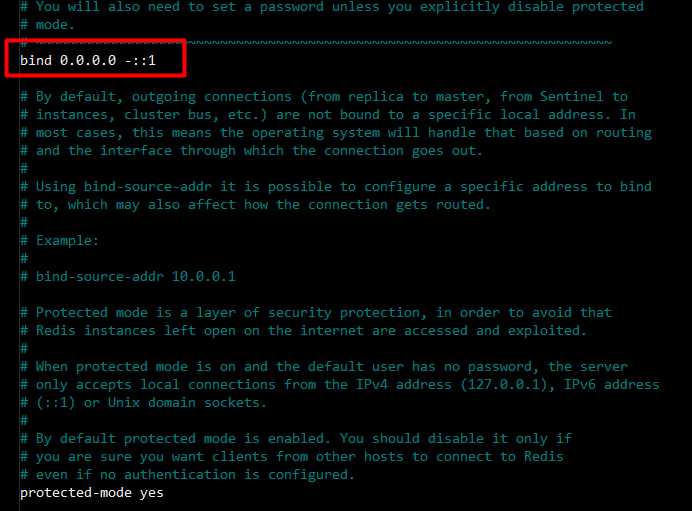 # You will also need to set a password unless you explicitly disable protected
# mode.
# ~~~~~~~~~~~~~~~~~~~~~~~~~~~~~~~~~~~~~~~~~~~~~~~~~~~~~~~~~~~~~~~~~~~~~~~~
bind 0.0.0.0 -::1
# By default, outgoing connections (from replica to master, from Sentinel to
# instances, cluster bus, etc.) are not bound to a specific local address. In
# most cases, this means the operating system will handle that based on routing
# and the interface through which the connection goes out.
#
# Using bind-source-addr it is possible to configure a specific address to bind
# to, which may also affect how the connection gets routed.
#
# Example:
#
# bind-source-addr 10.0.0.1
# Protected mode is a layer of security protection, in order to avoid that
# Redis instances left open on the internet are accessed and exploited.
#
# When protected mode is on and the default user has no password, the server
# only accepts local connections from the IPv4 address (127.0.0.1), IPv6 address
# (::1) or Unix domain sockets.
#
# By default protected mode is enabled. You should disable it only if
# you are sure you want clients from other hosts to connect to Redis
# even if no authentication is configured.
protected-mode yes